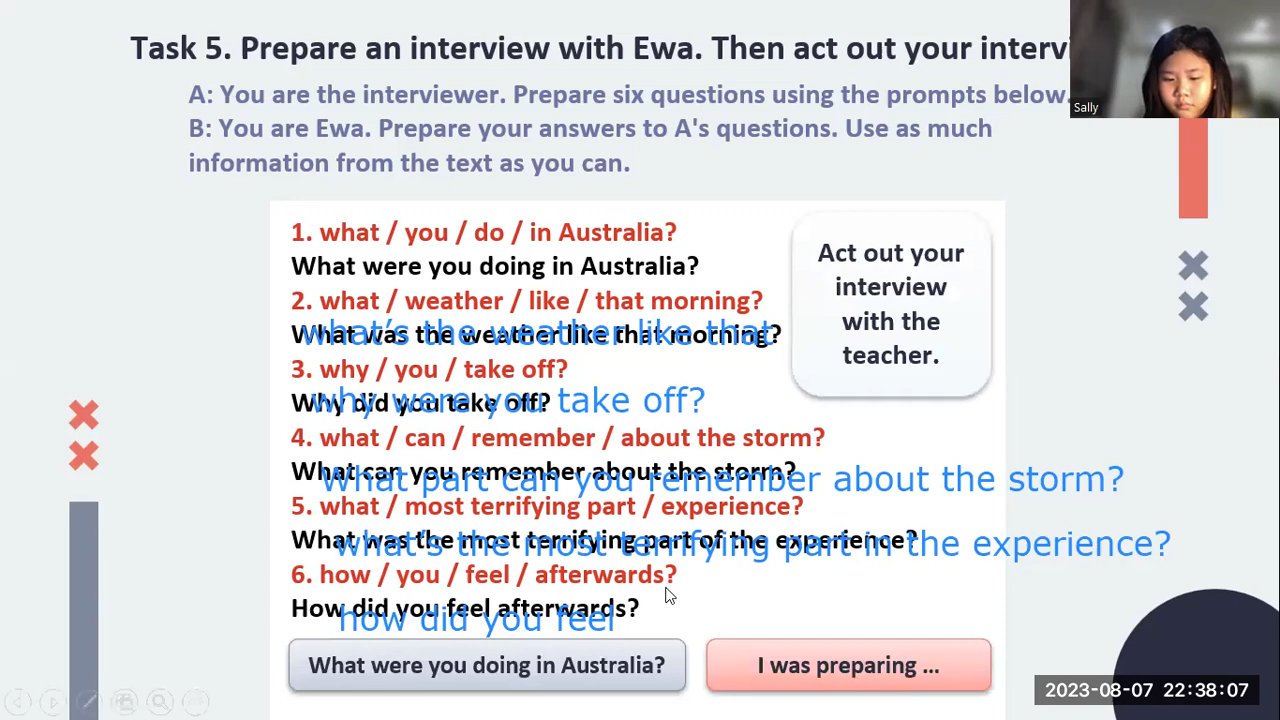 Task 5. Prepare an interview with Ewa. Then act out your intervi
A: You are the interviewer. Prepare six questions using the prompts below.
B: You are Ewa. Prepare your answers to A's questions. Use as much
information from the text as you can.
Sally
1. what / you / do / in Australia?
What were you doing in Australia?
2. what / weather / like / that morning?
What was the weather like that morning?
what's the weather like that
3. why / you / take off?
Why did you take off?
why were you take off?
4. what / can / remember / about the storm?
What can you remember about the storm?
What part can you remember about the storm?
5. what / most terrifying part / experience?
What was the most terrifying part of the experience?
what's the most terrifying part in the experience?
6. how / you / feel / afterwards?
How did you feel afterwards?
how did you feel
Act out your
interview
with the
teacher.
What were you doing in Australia?
I was preparing ...
2023-08-07 22:38:07